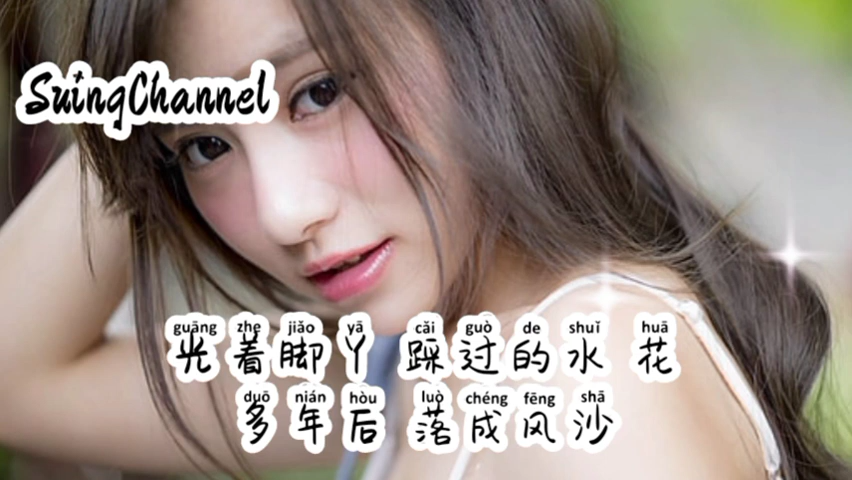 SuingChannel
guāng zhe jiǎo yā cǎi guò de shuǐ huā
光着脚丫 踩过的水 花
duō nián hòu luò chéng fēng shā
多年后 落成风沙